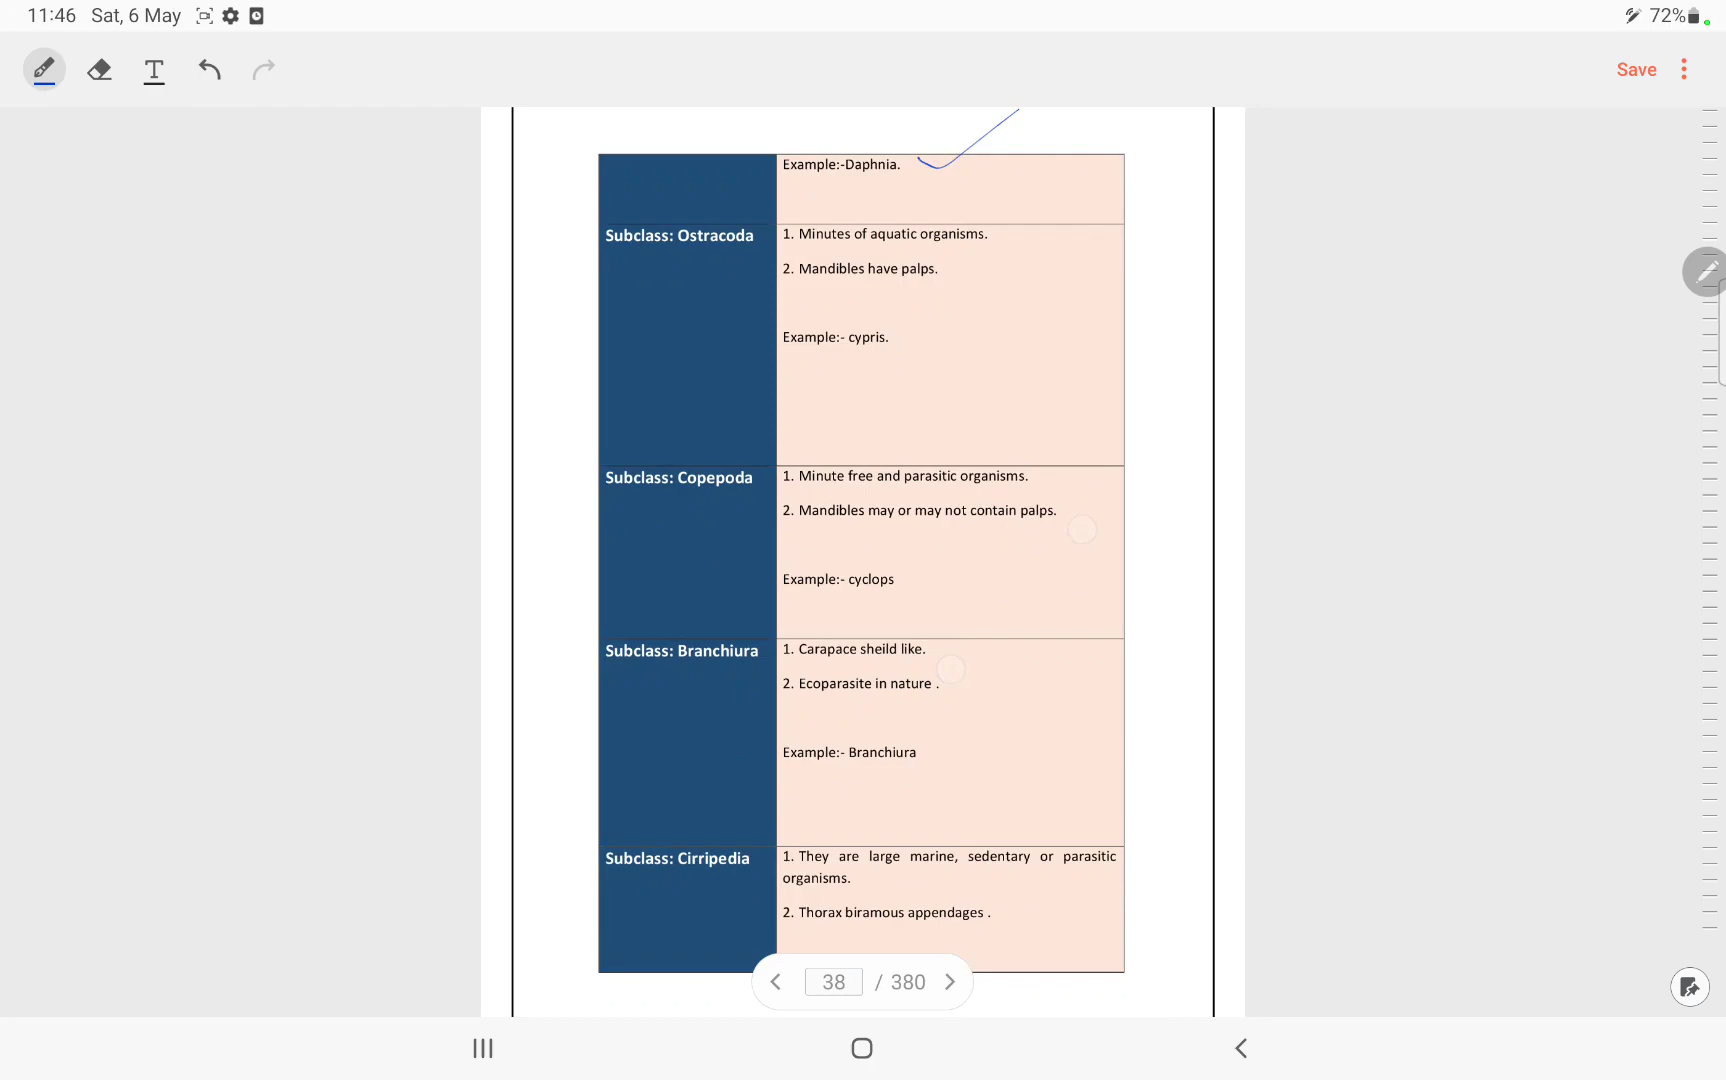 11:46 Sat, 6 May
72%
T
Save
Example:-Daphnia.
Subclass: Ostracoda
1. Minutes of aquatic organisms.
2. Mandibles have palps.
Example:- cypris.
Subclass: Copepoda
1. Minute free and parasitic organisms.
2. Mandibles may or may not contain palps.
Example:- cyclops
Subclass: Branchiura
1. Carapace sheild like.
2. Ecoparasite in nature .
Example:- Branchiura
Subclass: Cirripedia
1. They are large marine, sedentary or parasitic
organisms.
2. Thorax biramous appendages .
38 / 380